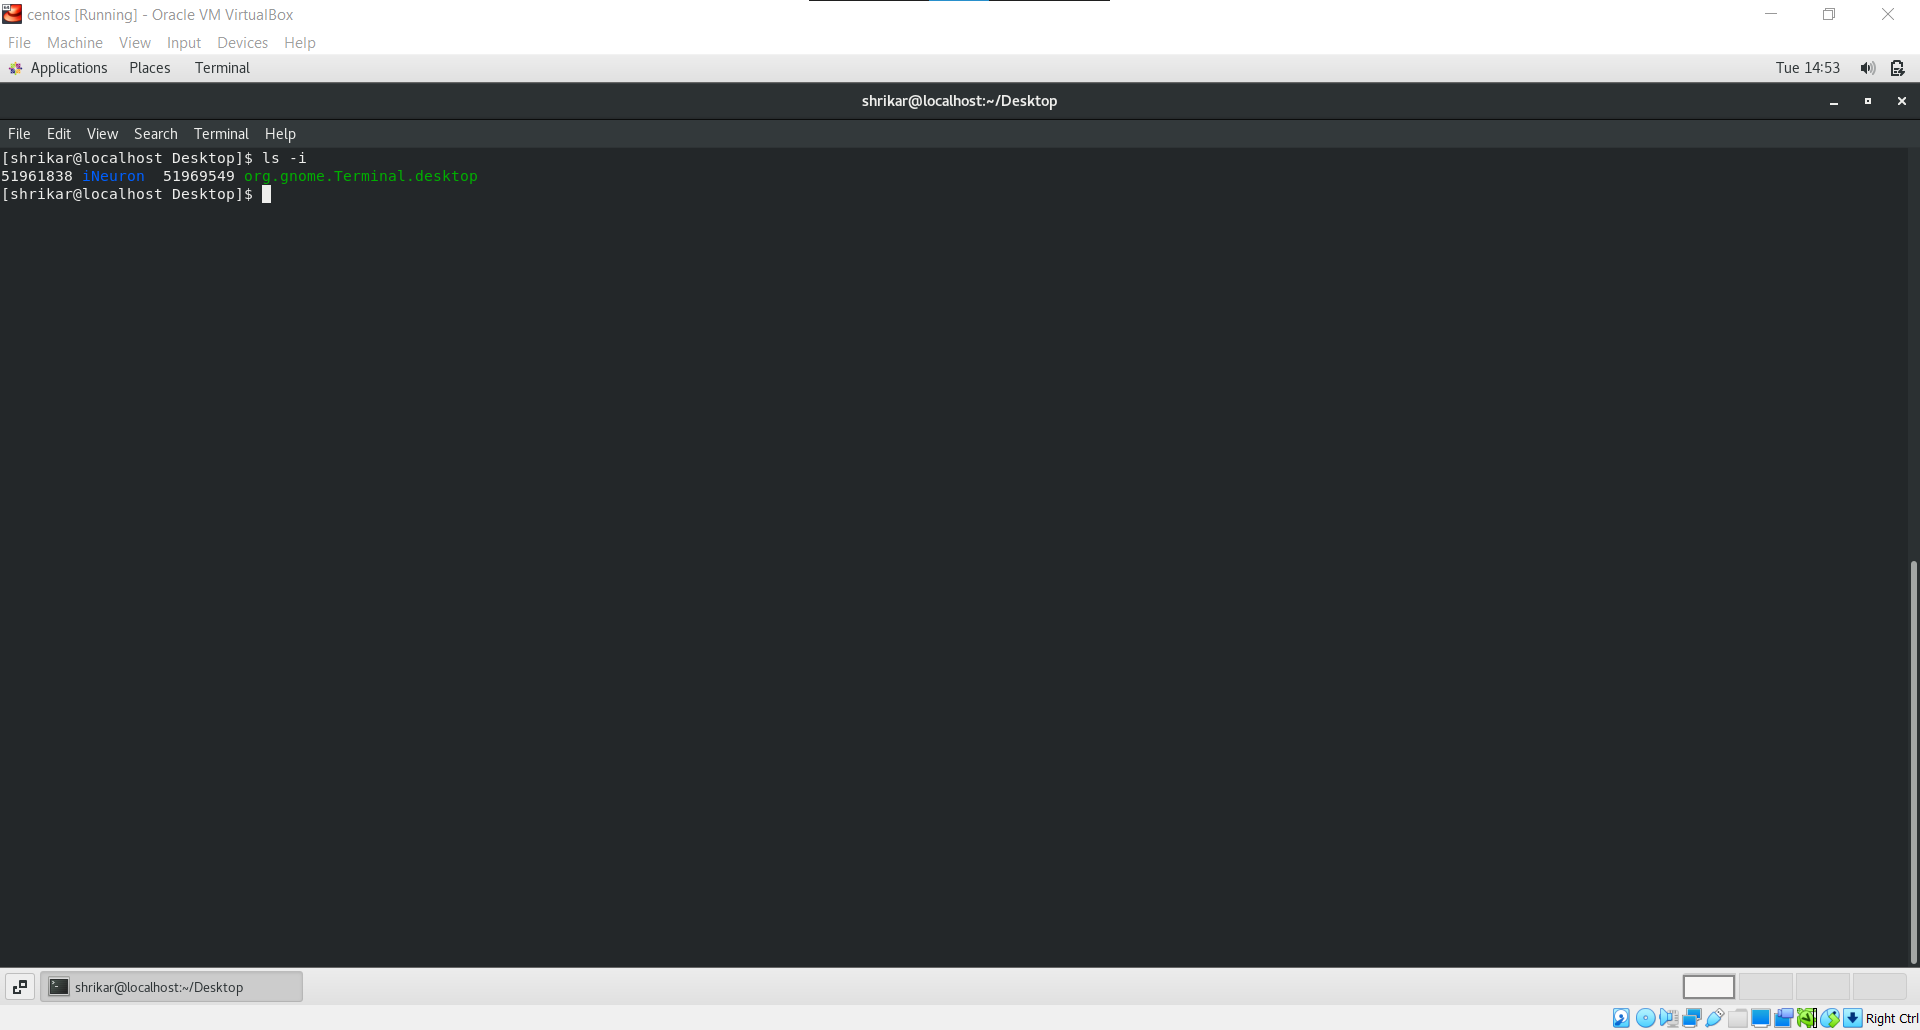 centos [Running] - Oracle VM VirtualBox
File Machine View Input Devices Help
Applications Places Terminal Tue 14:53
shrikar@localhost:~/Desktop
File Edit View Search Terminal Help
[shrikar@localhost Desktop]$ ls -i
51961838 iNeuron 51969549 org.gnome.Terminal.desktop
[shrikar@localhost Desktop]$
shrikar@localhost:~/Desktop
Right Ctrl